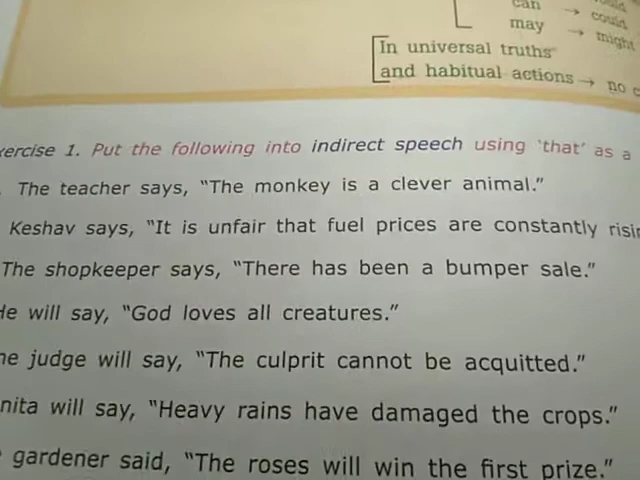 can → could
may → might
In universal truths
and habitual actions → no
Exercise 1. Put the following into indirect speech using ‘that’ as a
The teacher says, “The monkey is a clever animal.”
Keshav says, “It is unfair that fuel prices are constantly risin
The shopkeeper says, “There has been a bumper sale.”
He will say, “God loves all creatures.”
he judge will say, “The culprit cannot be acquitted.”
nita will say, “Heavy rains have damaged the crops.”
gardener said, “The roses will win the first prize.”